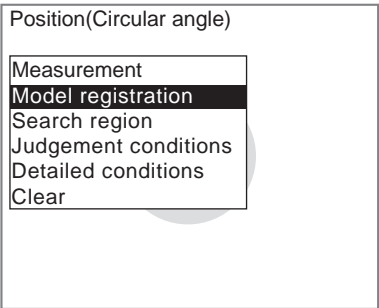 Position(Circular angle)
Measurement
Model registration
Search region
Judgement conditions
Detailed conditions
Clear